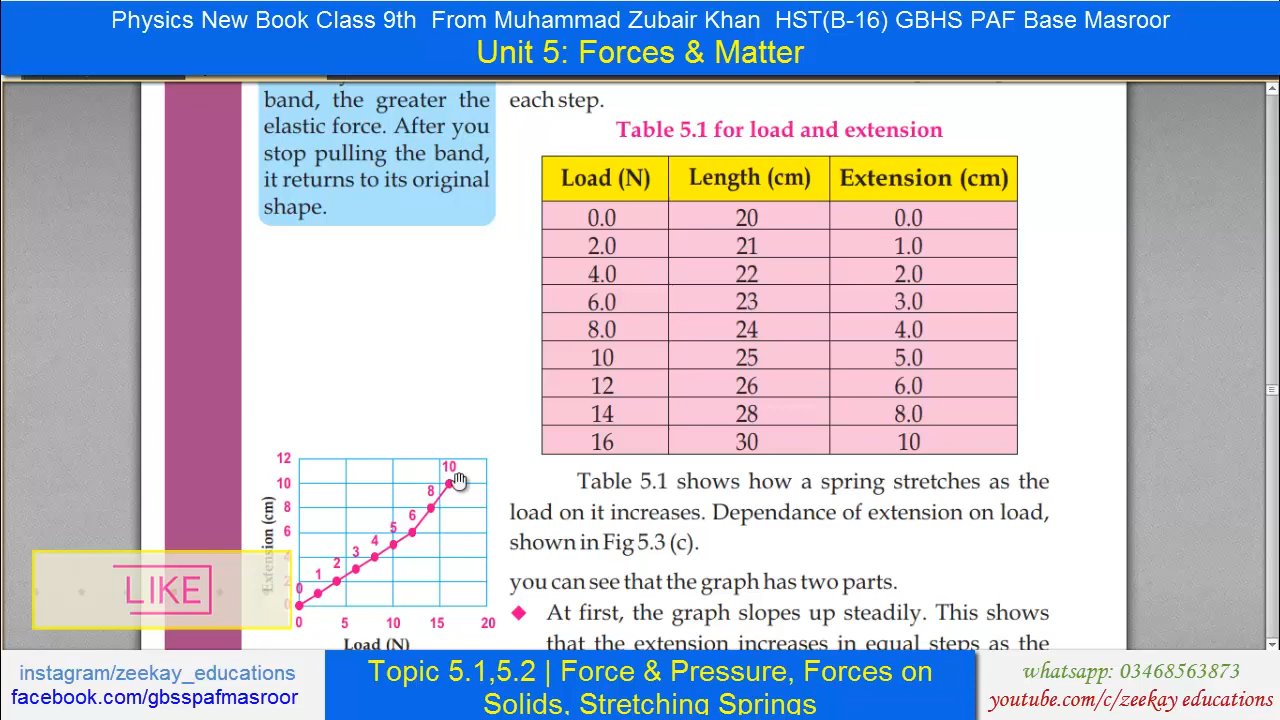 Physics New Book Class 9th From Muhammad Zubair Khan HST(B-16) GBHS PAF Base Masroor
Unit 5: Forces & Matter
band, the greater the
elastic force. After you
stop pulling the band,
it returns to its original
shape.
each step.
Table 5.1 for load and extension
Load (N) Length (cm) Extension (cm)
0.0 20 0.0
2.0 21 1.0
4.0 22 2.0
6.0 23 3.0
8.0 24 4.0
10 25 5.0
12 26 6.0
14 28 8.0
16 30 10
12
10
8
6
4
2
0
Extension (cm)
0 1 2 3 4 5 6 8 10
0 5 10 15 20
Load (N)
Table 5.1 shows how a spring stretches as the
load on it increases. Dependance of extension on load,
shown in Fig 5.3 (c).
you can see that the graph has two parts.
At first, the graph slopes up steadily. This shows
that the extension increases in equal steps as the
LIKE
instagram/zeekay_educations
facebook.com/gbsspafmasroor
Topic 5.1,5.2 | Force & Pressure, Forces on
Solids, Stretching Springs
whatsapp: 03468563873
youtube.com/c/zeekay educations